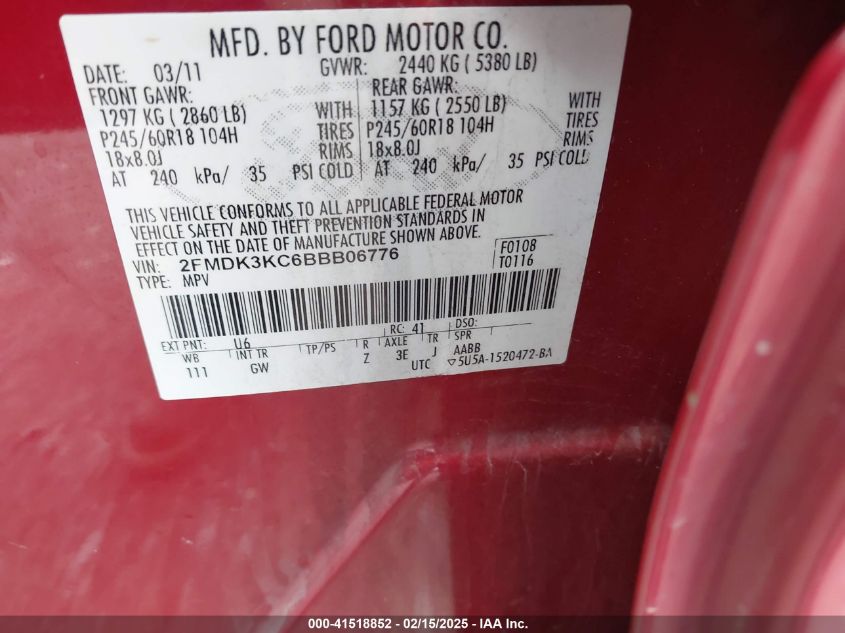 MFD. BY FORD MOTOR CO.
DATE: 03/11 GVWR: 2440 KG ( 5380 LB)
FRONT GAWR: REAR GAWR:
1297 KG ( 2860 LB) WITH 1157 KG ( 2550 LB) WITH
P245/60R18 104H TIRES P245/60R18 104H TIRES
18x8.0J RIMS 18x8.0J RIMS
AT 240 kPa/ 35 PSI COLD AT 240 kPa/ 35 PSI COLD
THIS VEHICLE CONFORMS TO ALL APPLICABLE FEDERAL MOTOR
VEHICLE SAFETY AND THEFT PREVENTION STANDARDS IN
EFFECT ON THE DATE OF MANUFACTURE SHOWN ABOVE.
VIN: 2FMDK3KC6BBB06776 F0108
TYPE: MPV T0116
EXT PNT: U6 RC: 41 DSO:
WB INT TR TP/PS R AXLE TR SPR
111 GW Z 3E J AABB
UTC ▽5U5A-1520472-BA
000-41518852 - 02/15/2025 - IAA Inc.